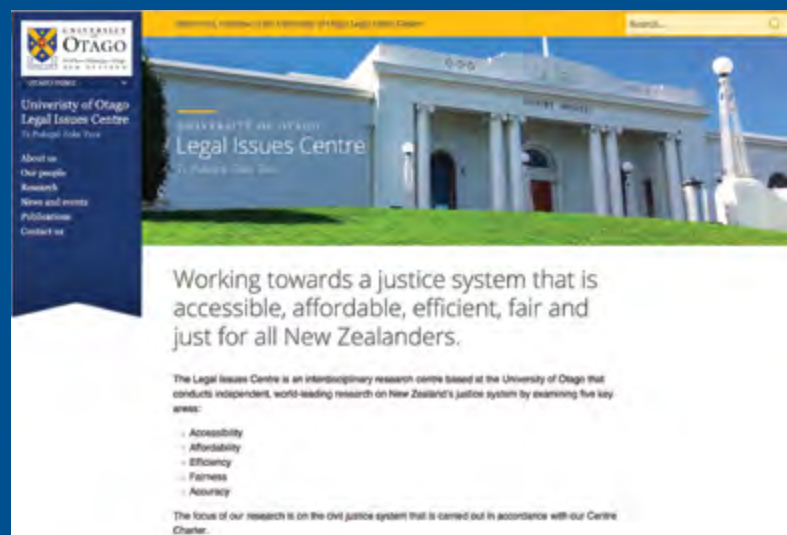 UNIVERSITY
OF
OTAGO
NEW ZEALAND
Search...
Univeristy of Otago
Legal Issues Centre
About us
Our people
Research
News and events
Publications
Contact us
UNIVERSITY OF OTAGO
Legal Issues Centre
Working towards a justice system that is
accessible, affordable, efficient, fair and
just for all New Zealanders.
The Legal Issues Centre is an interdisciplinary research centre based at the University of Otago that
conducts independent, world-leading research on New Zealand's justice system by examining five key
areas:
Accessibility
Affordability
Efficiency
Fairness
Accuracy
The focus of our research is on the civil justice system that is carried out in accordance with our Centre
Charter.